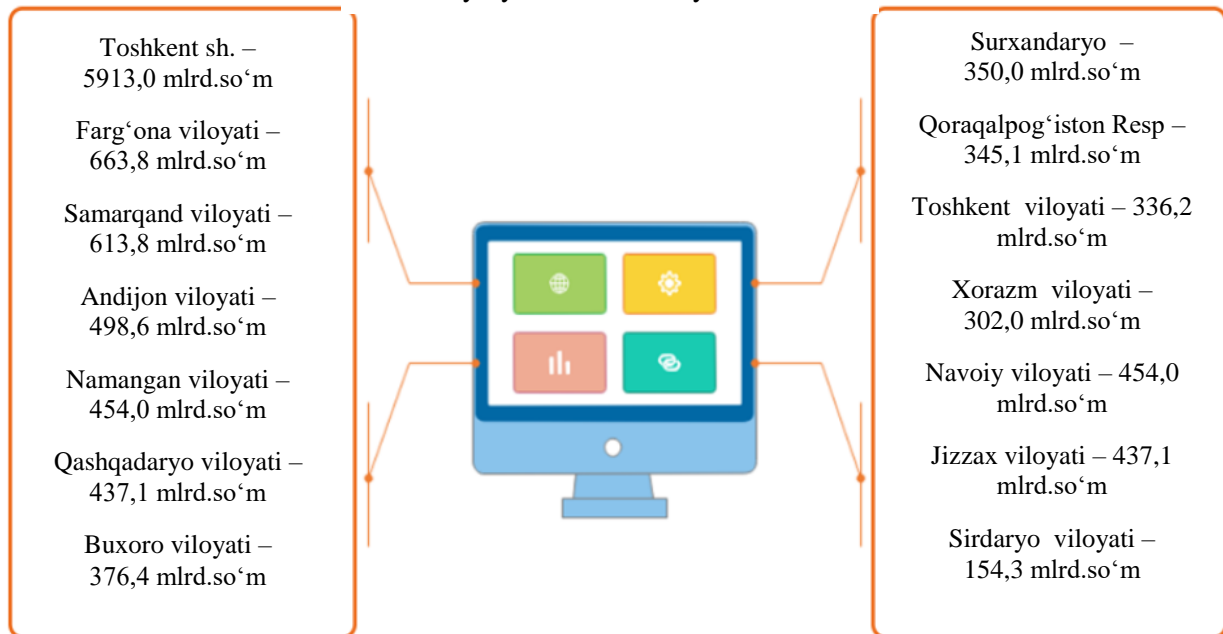 Toshkent sh. –
5913,0 mlrd.so‘m
Farg‘ona viloyati –
663,8 mlrd.so‘m
Samarqand viloyati –
613,8 mlrd.so‘m
Andijon viloyati –
498,6 mlrd.so‘m
Namangan viloyati –
454,0 mlrd.so‘m
Qashqadaryo viloyati –
437,1 mlrd.so‘m
Buxoro viloyati –
376,4 mlrd.so‘m
Surxandaryo –
350,0 mlrd.so‘m
Qoraqalpog‘iston Resp –
345,1 mlrd.so‘m
Toshkent viloyati – 336,2
mlrd.so‘m
Xorazm viloyati –
302,0 mlrd.so‘m
Navoiy viloyati – 454,0
mlrd.so‘m
Jizzax viloyati – 437,1
mlrd.so‘m
Sirdaryo viloyati –
154,3 mlrd.so‘m